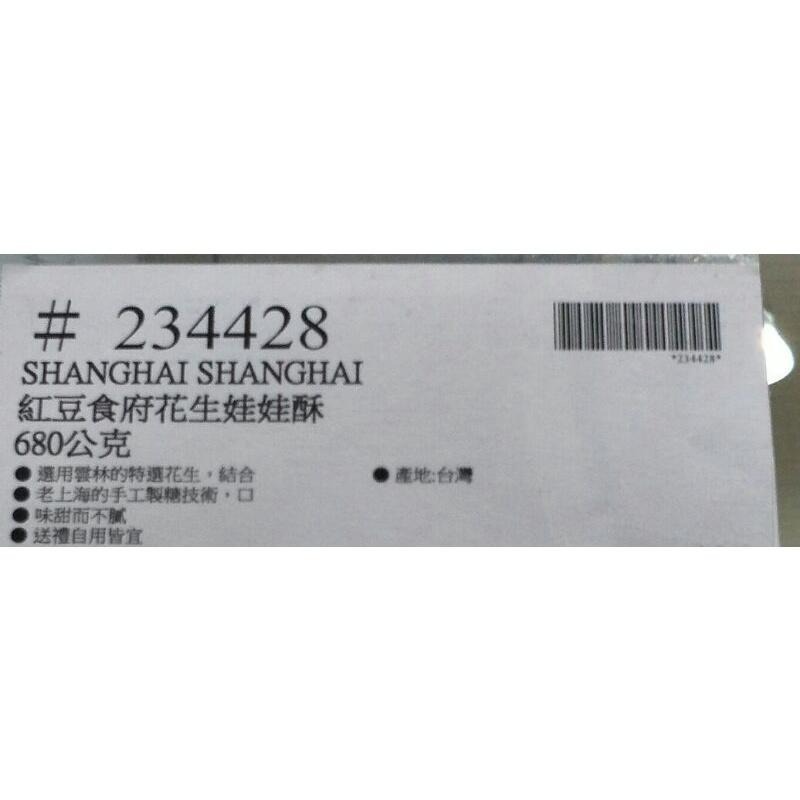 # 234428
*234428*
SHANGHAI SHANGHAI
紅豆食府花生娃娃酥
680公克
● 選用雲林的特選花生，結合
● 老上海的手工製糖技術，口
● 味甜而不膩
● 送禮自用皆宜
● 產地:台灣